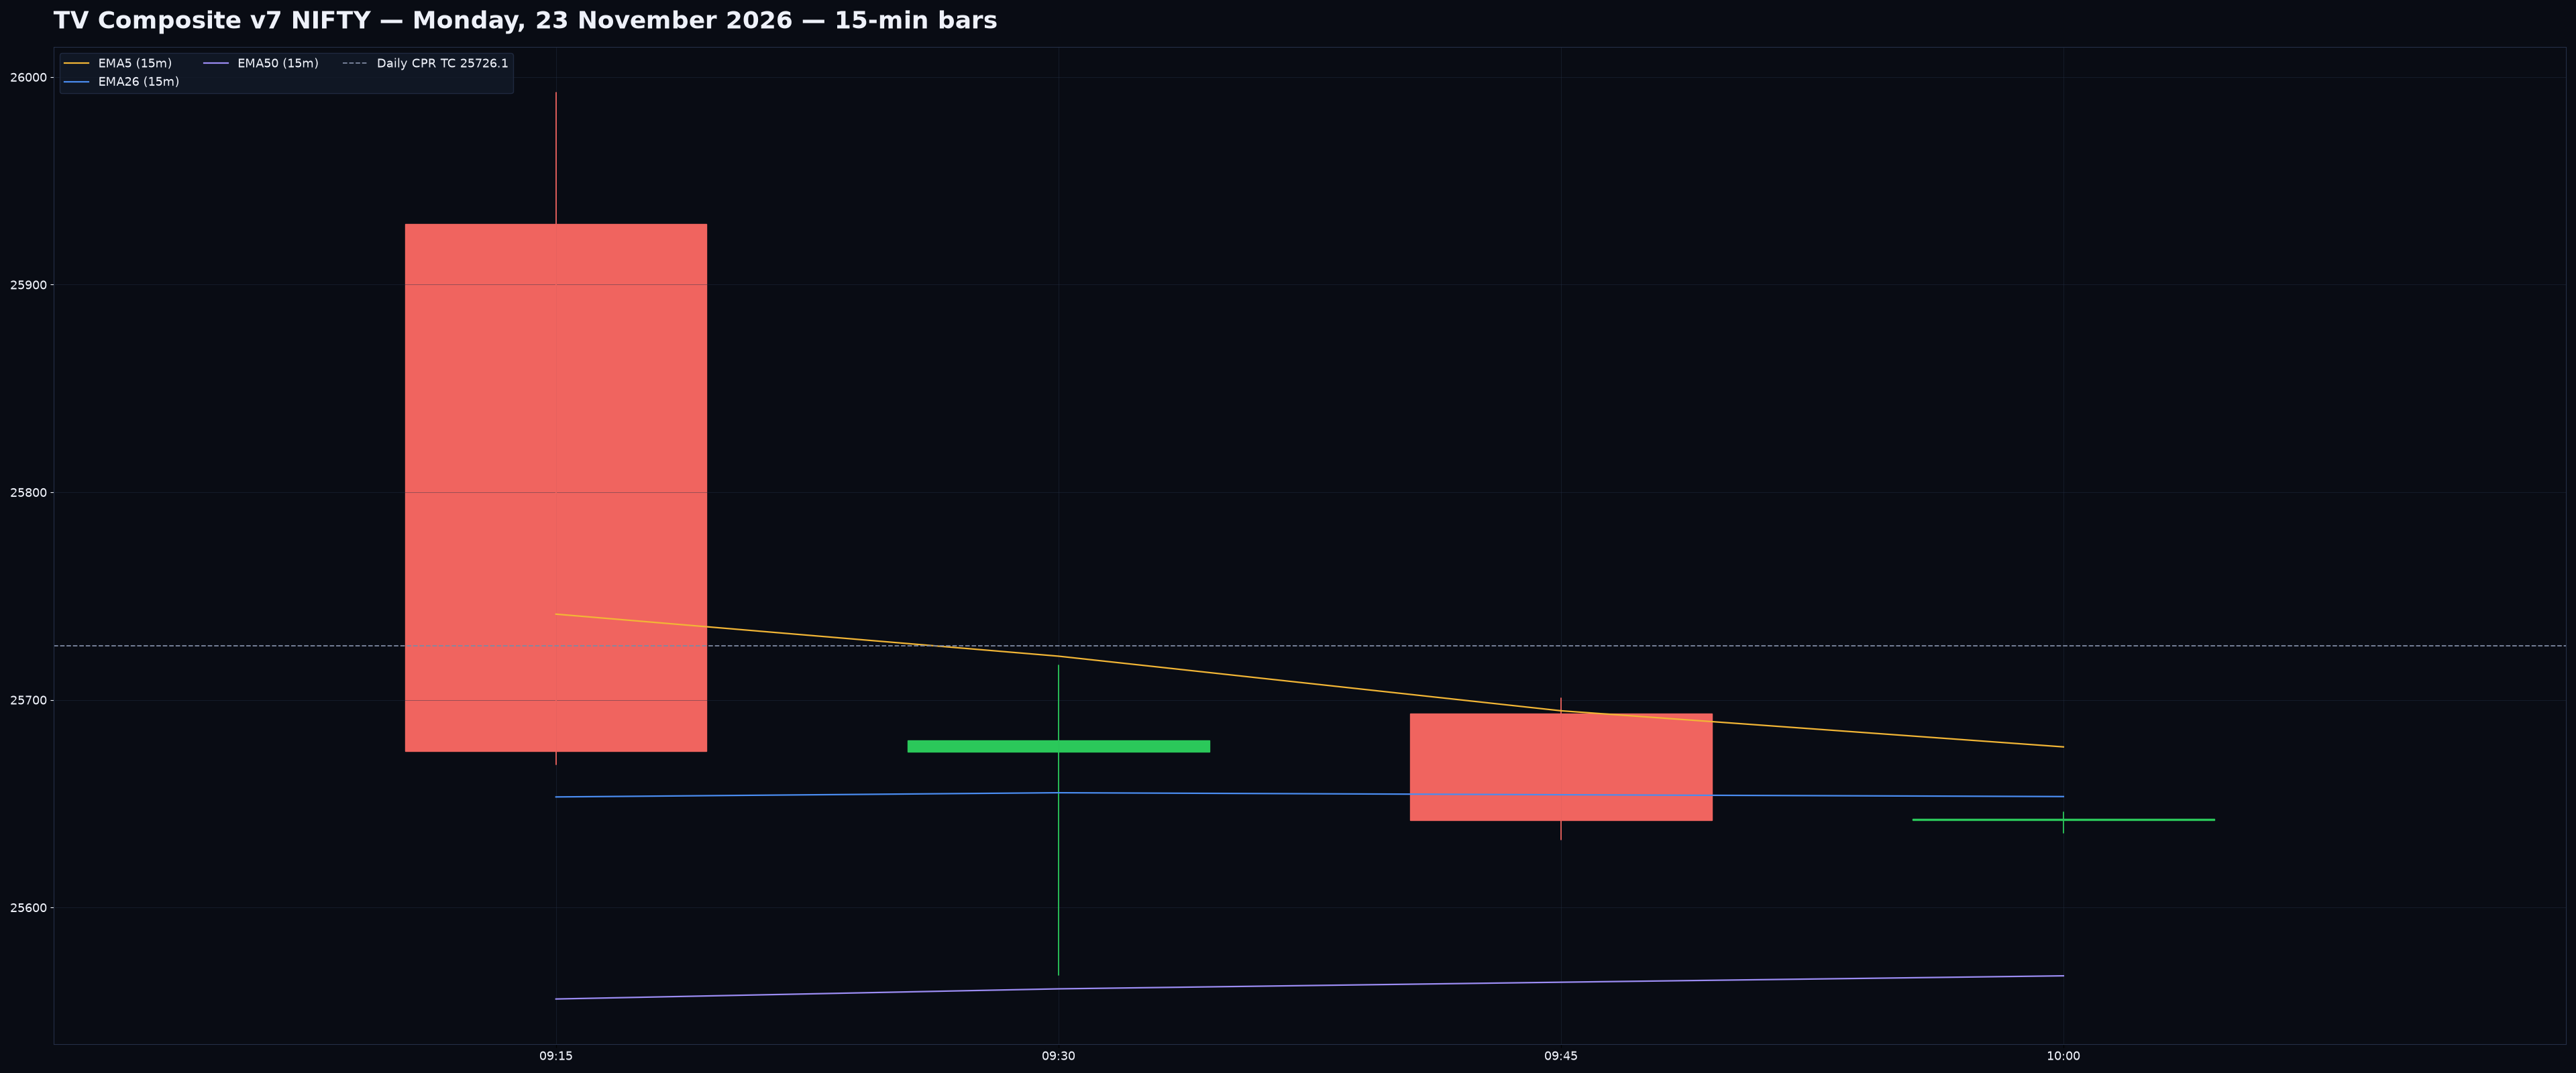 TV Composite v7 NIFTY — Monday, 23 November 2026 — 15-min bars
EMA5 (15m) EMA50 (15m) Daily CPR TC 25726.1
EMA26 (15m)
26000
25900
25800
25700
25600
09:15 09:30 09:45 10:00